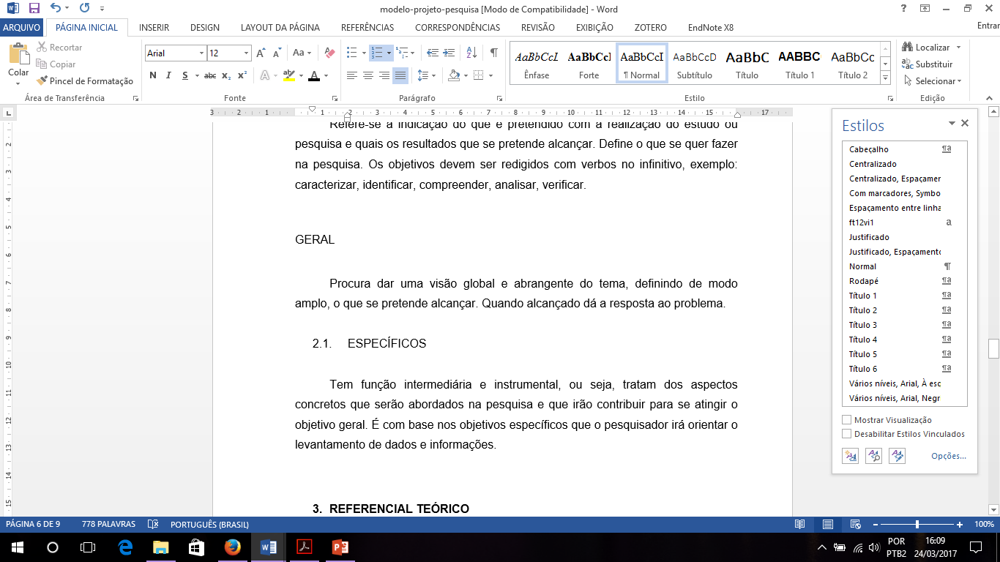 modelo-projeto-pesquisa [Modo de Compatibilidade] - Word
ARQUIVO PÁGINA INICIAL INSERIR DESIGN LAYOUT DA PÁGINA REFERÊNCIAS CORRESPONDÊNCIAS REVISÃO EXIBIÇÃO ZOTERO EndNote X8 Entrar
Colar
Recortar
Copiar
Pincel de Formatação
Área de Transferência
Arial 12
N I S abc x₂ x²
Fonte
Parágrafo
AaBbCcI AaBbCcI AaBbCcI AaBbCcD AaBbC AABBC AaBbCc
Ênfase Forte ¶ Normal Subtítulo Título Título 1 Título 2
Estilo
Localizar
Substituir
Selecionar
Edição
3 2 1 1 2 3 4 5 6 7 8 9 10 11 12 13 14 15 17
Refere-se a indicação do que é pretendido com a realização do estudo ou
pesquisa e quais os resultados que se pretende alcançar. Define o que se quer fazer
na pesquisa. Os objetivos devem ser redigidos com verbos no infinitivo, exemplo:
caracterizar, identificar, compreender, analisar, verificar.
GERAL
Procura dar uma visão global e abrangente do tema, definindo de modo
amplo, o que se pretende alcançar. Quando alcançado dá a resposta ao problema.
2.1. ESPECÍFICOS
Tem função intermediária e instrumental, ou seja, tratam dos aspectos
concretos que serão abordados na pesquisa e que irão contribuir para se atingir o
objetivo geral. É com base nos objetivos específicos que o pesquisador irá orientar o
levantamento de dados e informações.
3. REFERENCIAL TEÓRICO
Estilos
Cabeçalho ¶a
Centralizado
Centralizado, Espaçamer
Com marcadores, Symbo
Espaçamento entre linha
ft12vi1 a
Justificado
Justificado, Espaçamento
Normal ¶
Rodapé ¶a
Título 1 ¶a
Título 2 ¶a
Título 3 ¶a
Título 4 ¶a
Título 5 ¶a
Título 6 ¶a
Vários níveis, Arial, À esc
Vários níveis, Arial, Negr
Mostrar Visualização
Desabilitar Estilos Vinculados
Opções...
PÁGINA 6 DE 9 778 PALAVRAS PORTUGUÊS (BRASIL) 100%
POR
PTB2
16:09
24/03/2017